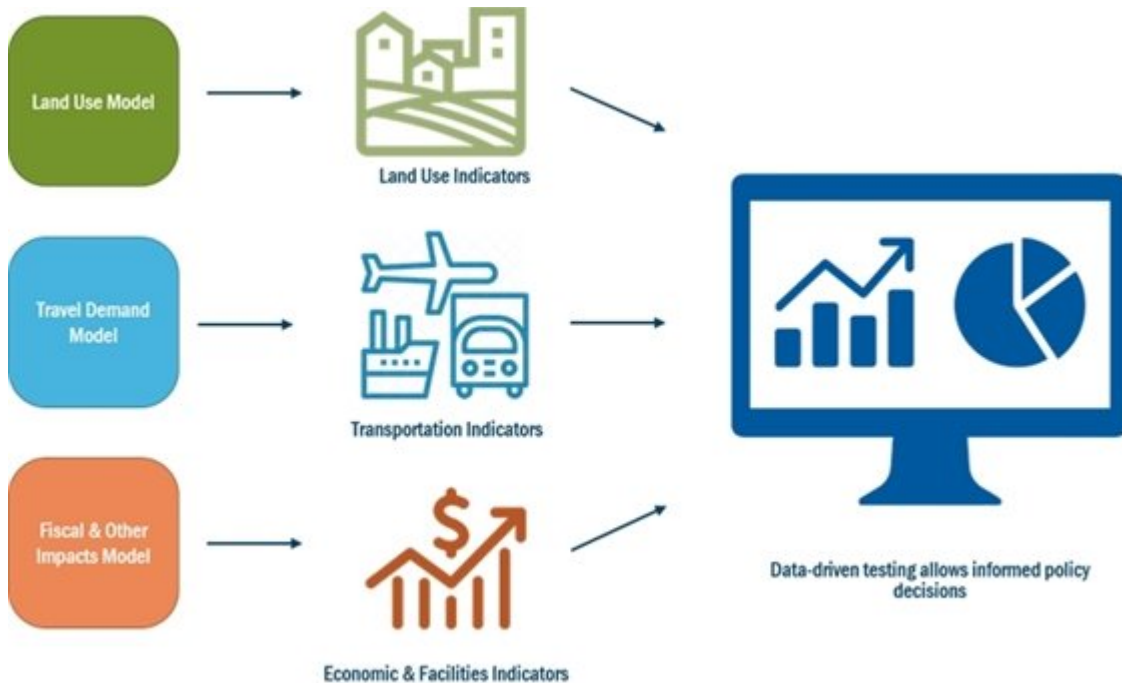 Land Use Model
Land Use Indicators
Travel Demand
Model
Transportation Indicators
Fiscal & Other
Impacts Model
Economic & Facilities Indicators
Data-driven testing allows informed policy
decisions